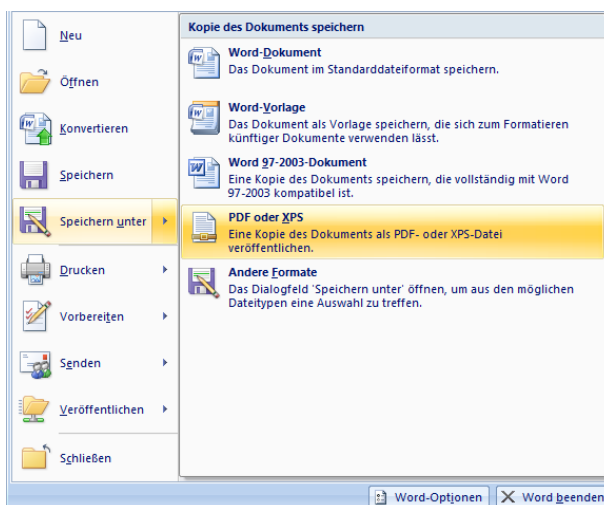 Neu
Öffnen
Konvertieren
Speichern
Speichern unter
Drucken
Vorbereiten
Senden
Veröffentlichen
Schließen
Kopie des Dokuments speichern
Word-Dokument
Das Dokument im Standarddateiformat speichern.
Word-Vorlage
Das Dokument als Vorlage speichern, die sich zum Formatieren
künftiger Dokumente verwenden lässt.
Word 97-2003-Dokument
Eine Kopie des Dokuments speichern, die vollständig mit Word
97-2003 kompatibel ist.
PDF oder XPS
Eine Kopie des Dokuments als PDF- oder XPS-Datei
veröffentlichen.
Andere Formate
Das Dialogfeld 'Speichern unter' öffnen, um aus den möglichen
Dateitypen eine Auswahl zu treffen.
Word-Optionen
Word beenden